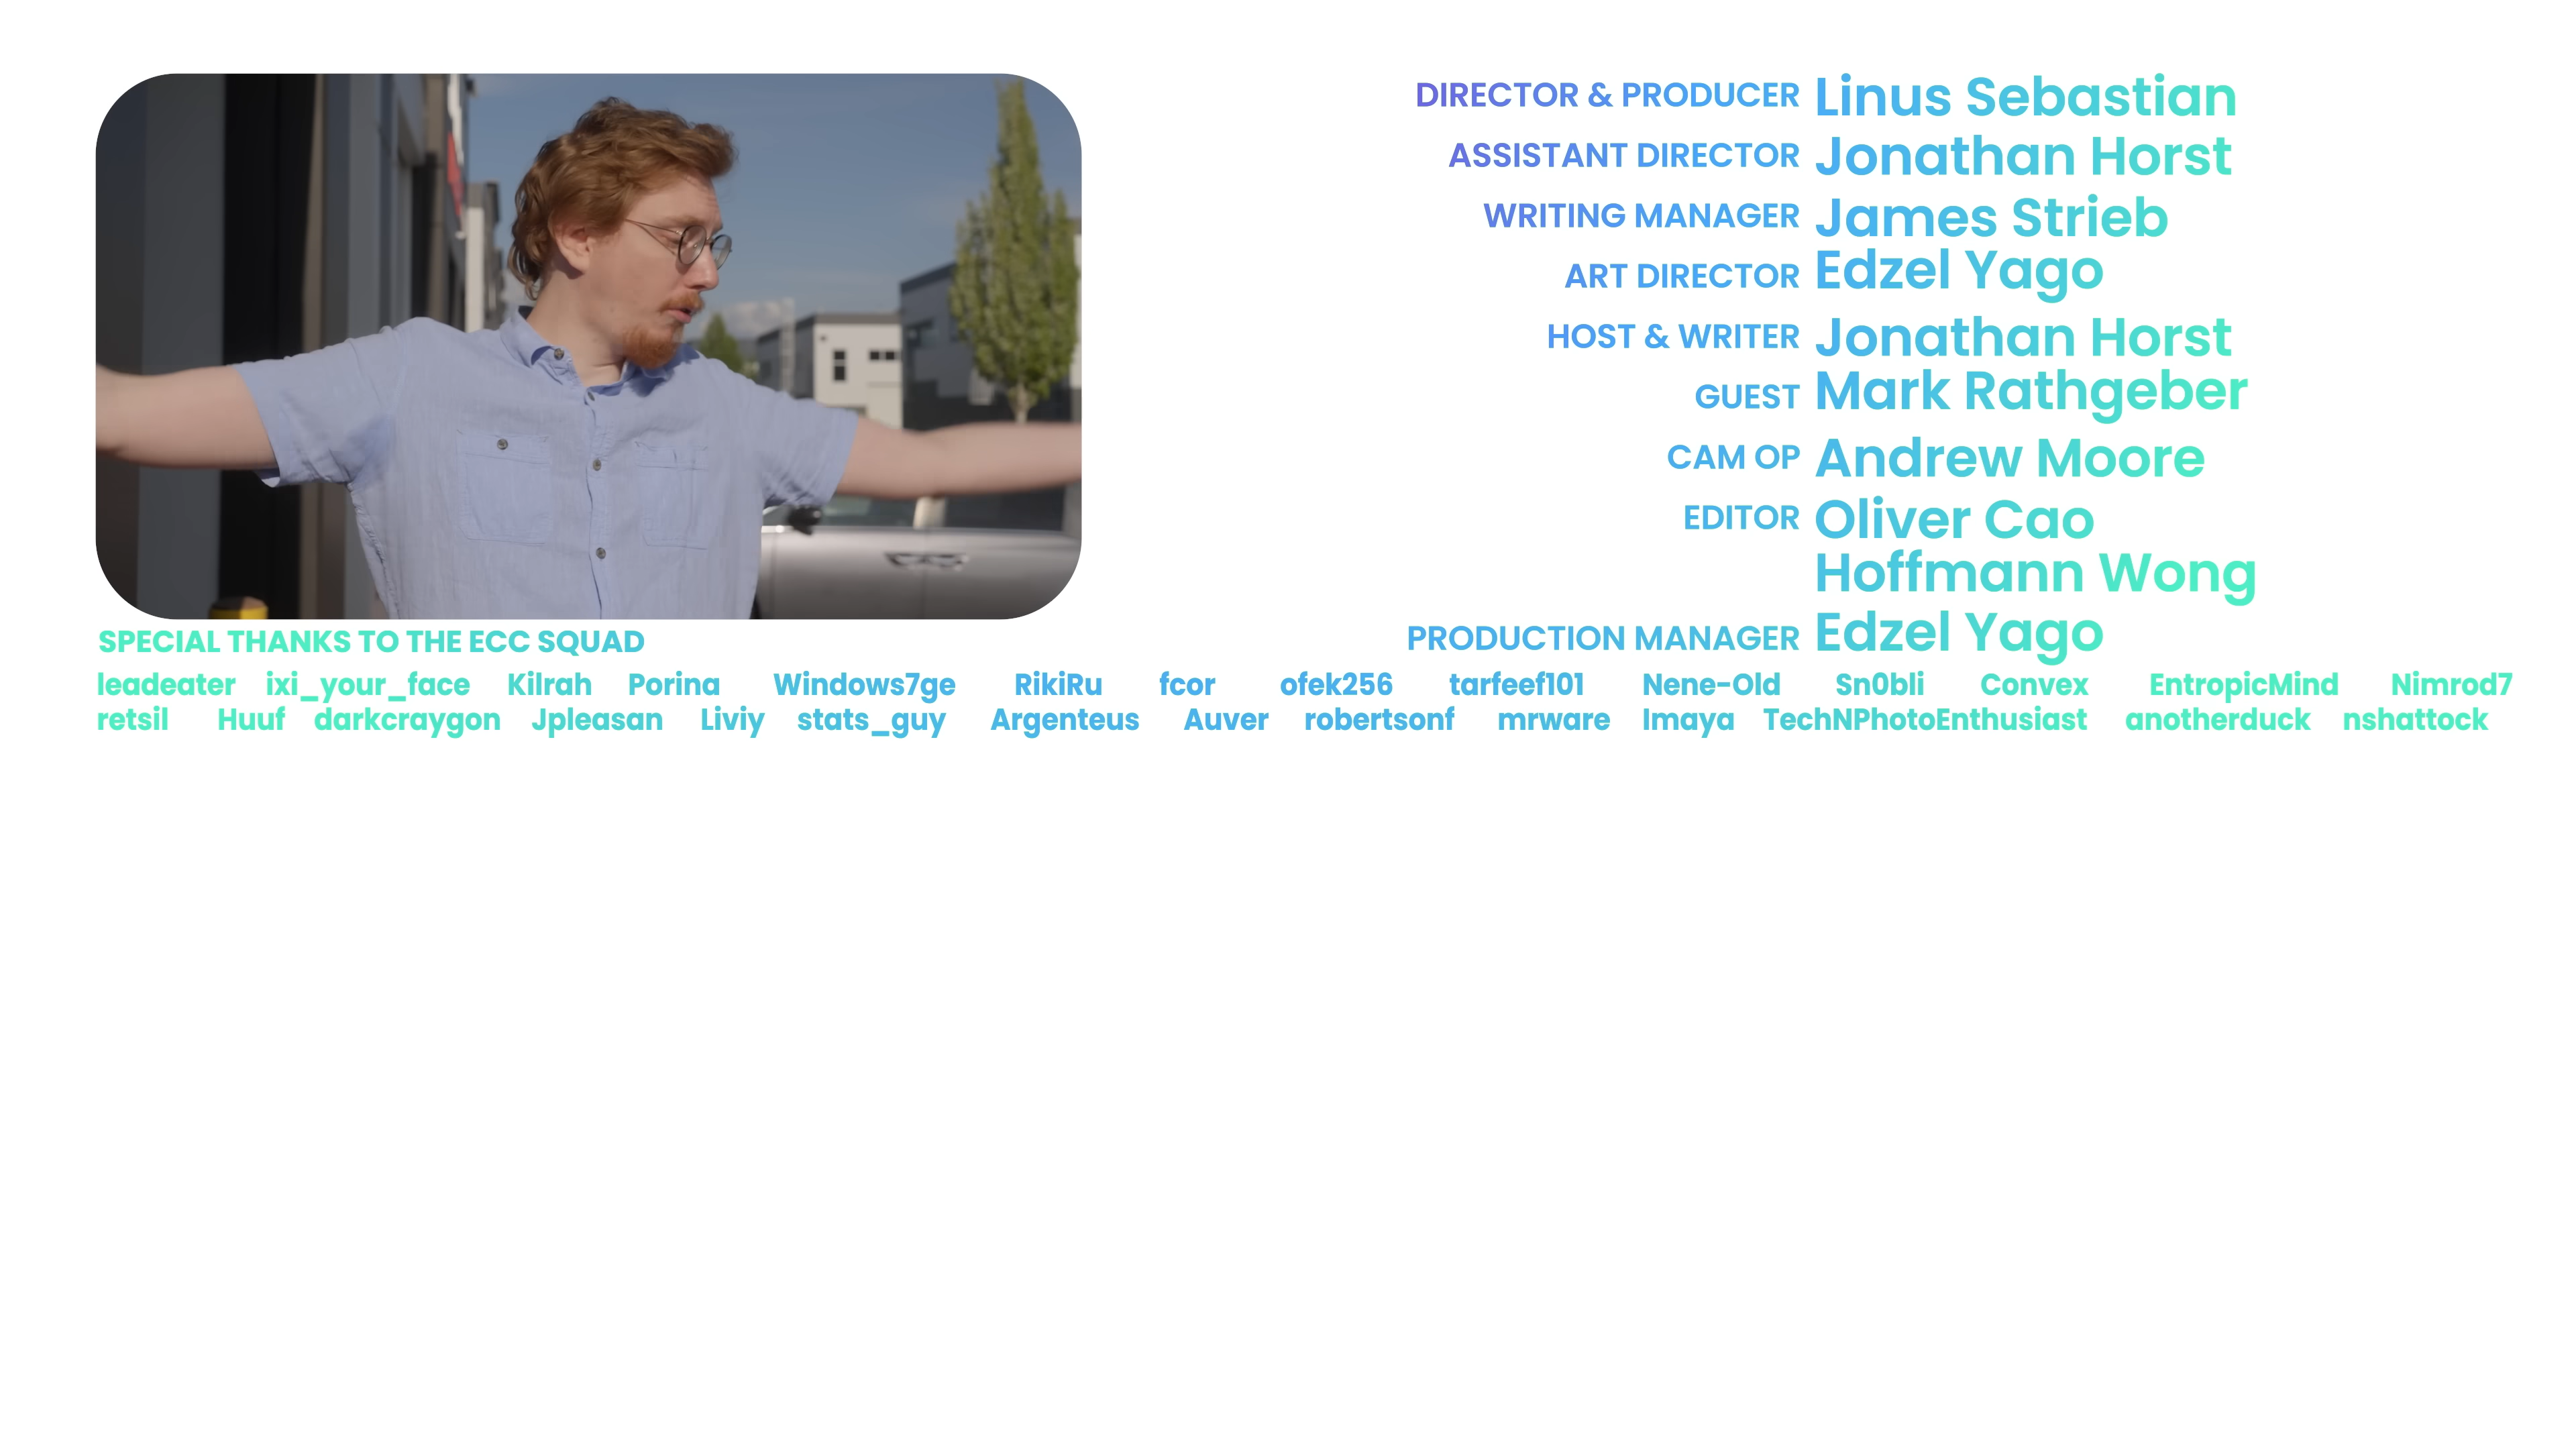 DIRECTOR & PRODUCER Linus Sebastian
ASSISTANT DIRECTOR Jonathan Horst
WRITING MANAGER James Strieb
ART DIRECTOR Edzel Yago
HOST & WRITER Jonathan Horst
GUEST Mark Rathgeber
CAM OP Andrew Moore
EDITOR Oliver Cao
Hoffmann Wong
PRODUCTION MANAGER Edzel Yago
SPECIAL THANKS TO THE ECC SQUAD
leadeater ixi_your_face Kilrah Porina Windows7ge RikiRu fcor ofek256 tarfeef101 Nene-Old Sn0bli Convex EntropicMind Nimrod7
retsil Huuf darkcraygon Jpleasan Liviy stats_guy Argenteus Auver robertsonf mrware Imaya TechNPhotoEnthusiast anotherduck nshattock